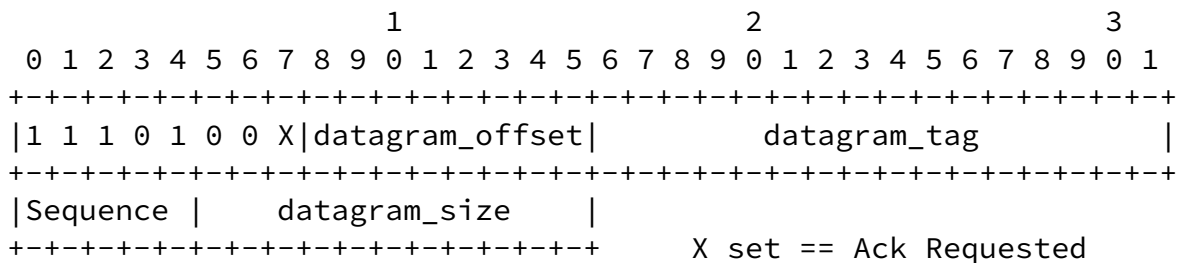 1                   2                   3
 0 1 2 3 4 5 6 7 8 9 0 1 2 3 4 5 6 7 8 9 0 1 2 3 4 5 6 7 8 9 0 1
+-+-+-+-+-+-+-+-+-+-+-+-+-+-+-+-+-+-+-+-+-+-+-+-+-+-+-+-+-+-+-+-+
|1 1 1 0 1 0 0 X|datagram_offset|         datagram_tag          |
+-+-+-+-+-+-+-+-+-+-+-+-+-+-+-+-+-+-+-+-+-+-+-+-+-+-+-+-+-+-+-+-+
|Sequence |    datagram_size    |
+-+-+-+-+-+-+-+-+-+-+-+-+-+-+-+-+     X set == Ack Requested